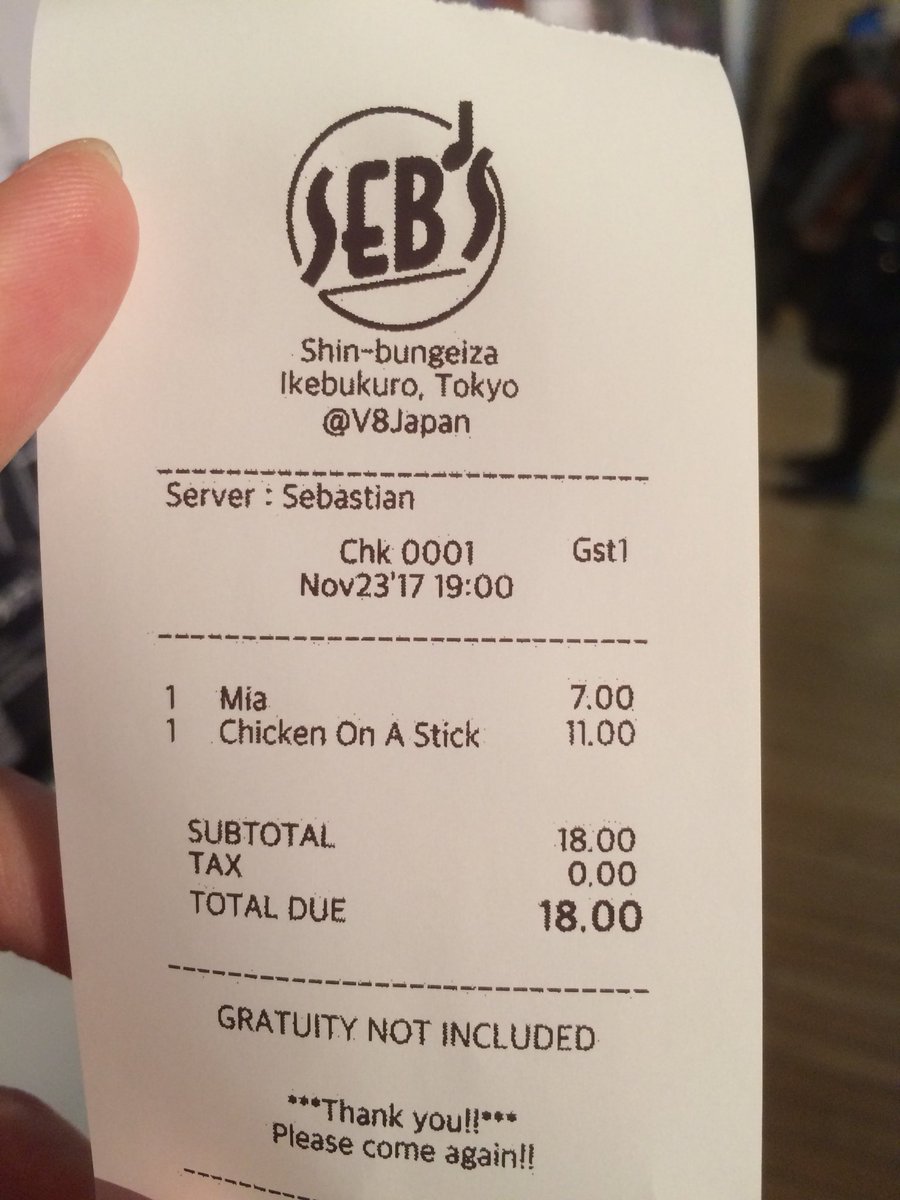 SEB'S
Shin-bungeiza
Ikebukuro, Tokyo
@V8Japan
Server : Sebastian
Chk 0001 Gst1
Nov23'17 19:00
1 Mia 7.00
1 Chicken On A Stick 11.00
SUBTOTAL 18.00
TAX 0.00
TOTAL DUE 18.00
GRATUITY NOT INCLUDED
***Thank you!!***
Please come again!!